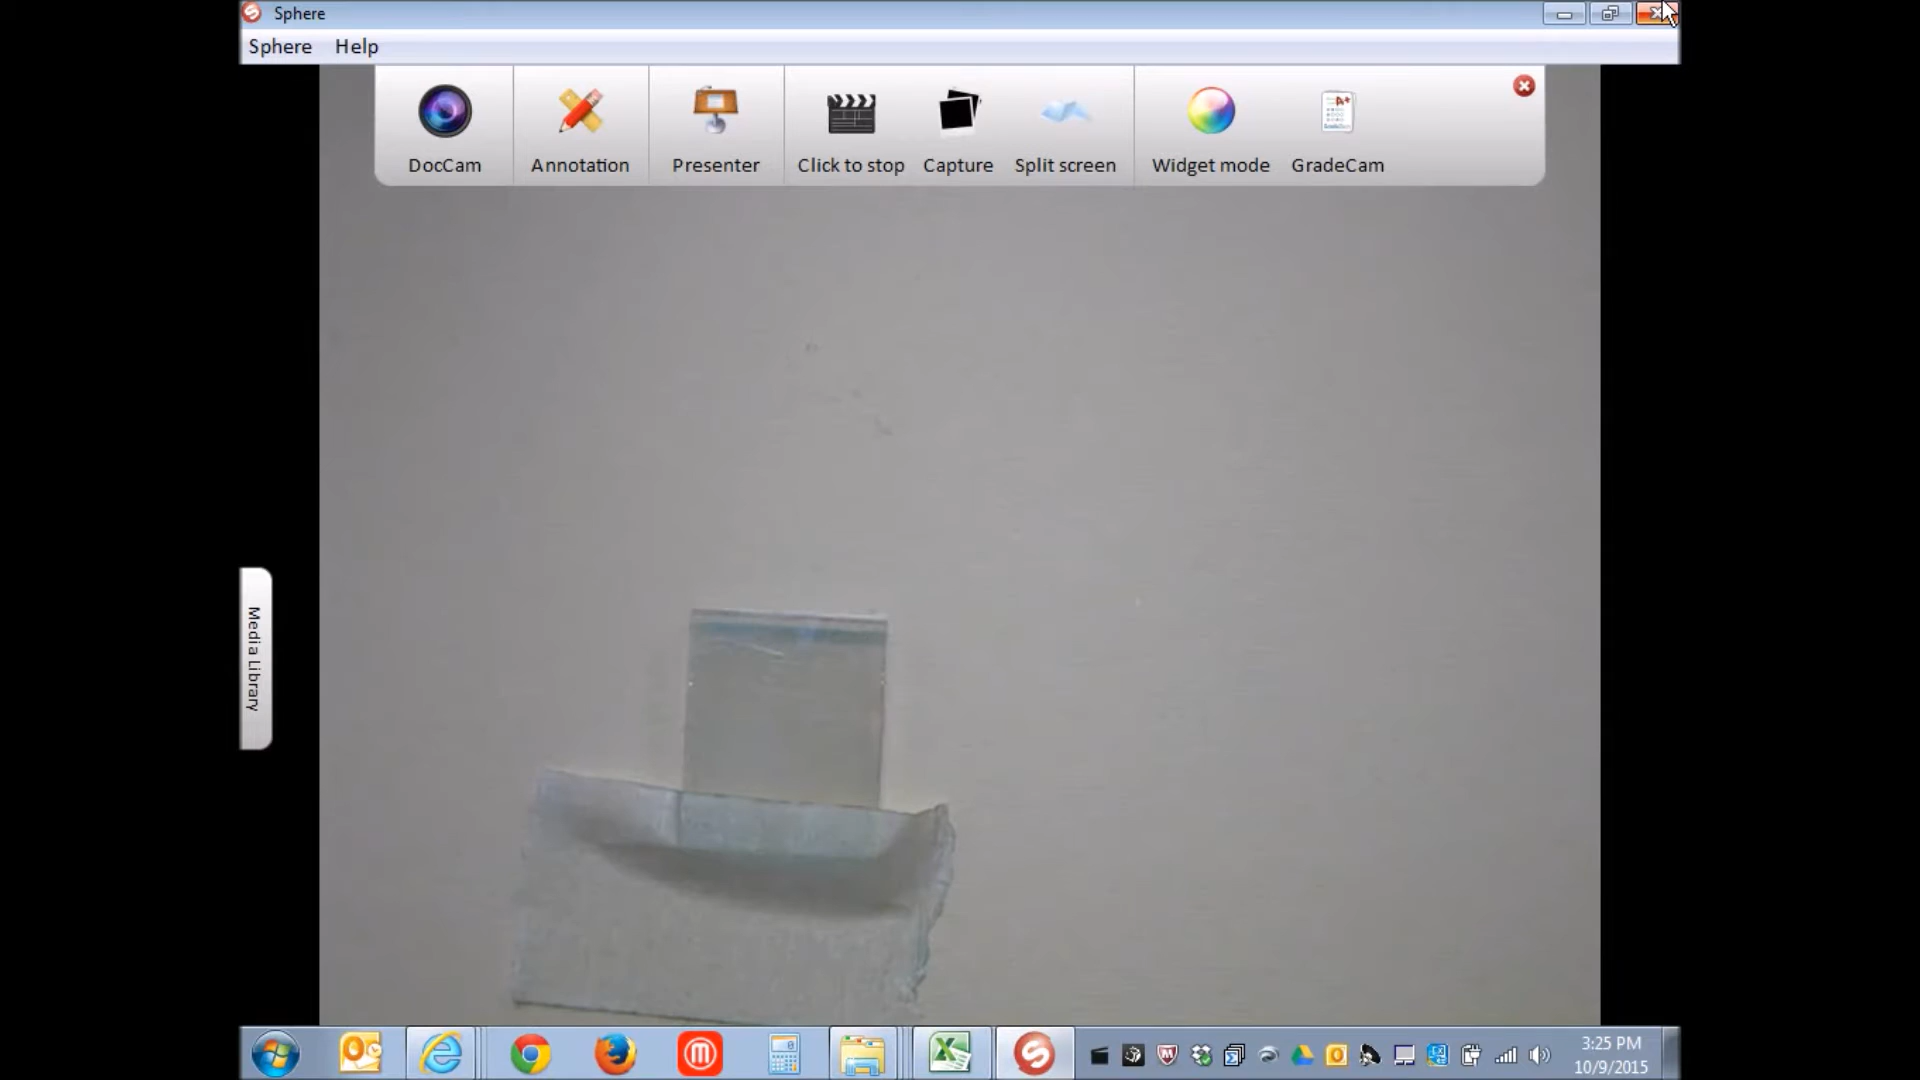 Sphere
Sphere Help
DocCam Annotation Presenter Click to stop Capture Split screen Widget mode GradeCam
Media Library
3:25 PM
10/9/2015